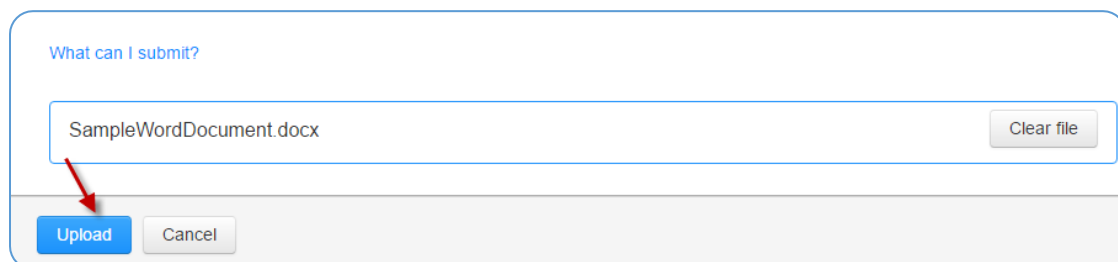 What can I submit?
SampleWordDocument.docx
Clear file
Upload
Cancel